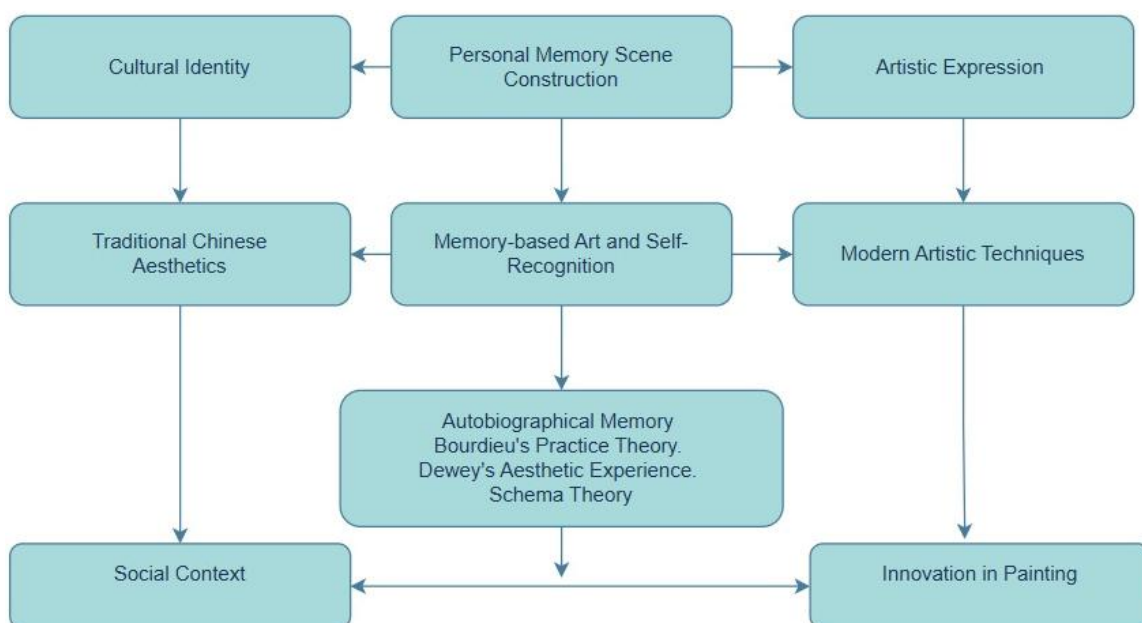 Cultural Identity
Personal Memory Scene
Construction
Artistic Expression
Traditional Chinese
Aesthetics
Memory-based Art and Self-
Recognition
Modern Artistic Techniques
Autobiographical Memory
Bourdieu's Practice Theory.
Dewey's Aesthetic Experience.
Schema Theory
Social Context
Innovation in Painting